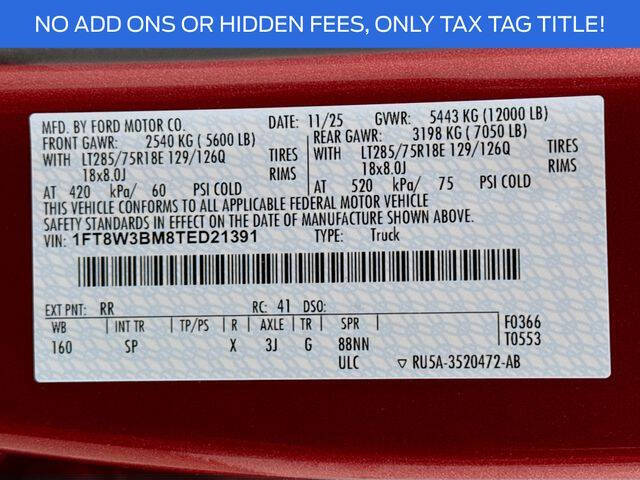 NO ADD ONS OR HIDDEN FEES, ONLY TAX TAG TITLE!
MFD. BY FORD MOTOR CO. DATE: 11/25 GVWR: 5443 KG (12000 LB)
FRONT GAWR: 2540 KG ( 5600 LB) REAR GAWR: 3198 KG ( 7050 LB)
WITH LT285/75R18E 129/126Q TIRES WITH LT285/75R18E 129/126Q TIRES
18x8.0J RIMS 18x8.0J RIMS
AT 420 kPa/ 60 PSI COLD AT 520 kPa/ 75 PSI COLD
THIS VEHICLE CONFORMS TO ALL APPLICABLE FEDERAL MOTOR VEHICLE
SAFETY STANDARDS IN EFFECT ON THE DATE OF MANUFACTURE SHOWN ABOVE.
VIN: 1FT8W3BM8TED21391 TYPE: Truck
EXT PNT: RR RC: 41 DSO:
WB INT TR TP/PS R AXLE TR SPR F0366
160 SP X 3J G 88NN T0553
ULC ▽ RU5A-3520472-AB